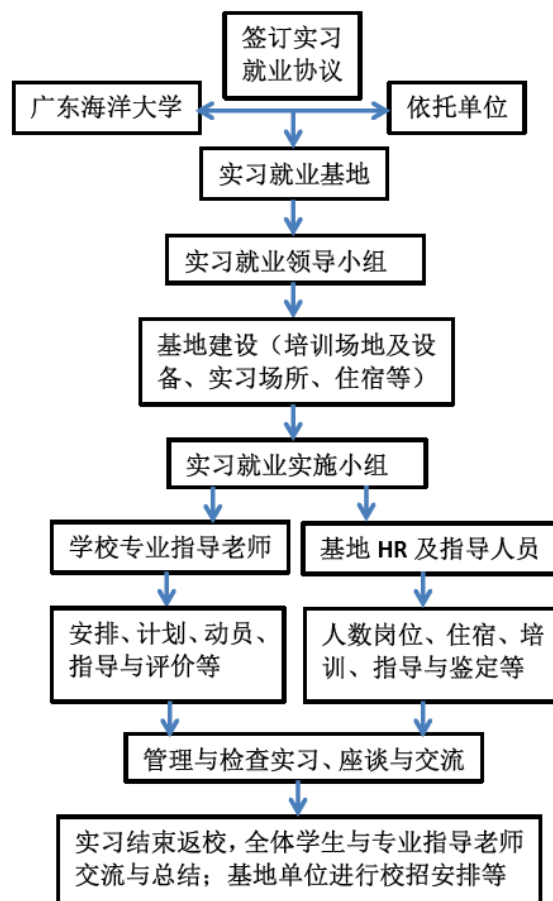 签订实习
就业协议
广东海洋大学
依托单位
实习就业基地
实习就业领导小组
基地建设（培训场地及设
备、实习场所、住宿等）
实习就业实施小组
学校专业指导老师
基地 HR 及指导人员
安排、计划、动员、
指导与评价等
人数岗位、住宿、培
训、指导与鉴定等
管理与检查实习、座谈与交流
实习结束返校，全体学生与专业指导老师
交流与总结；基地单位进行校招安排等